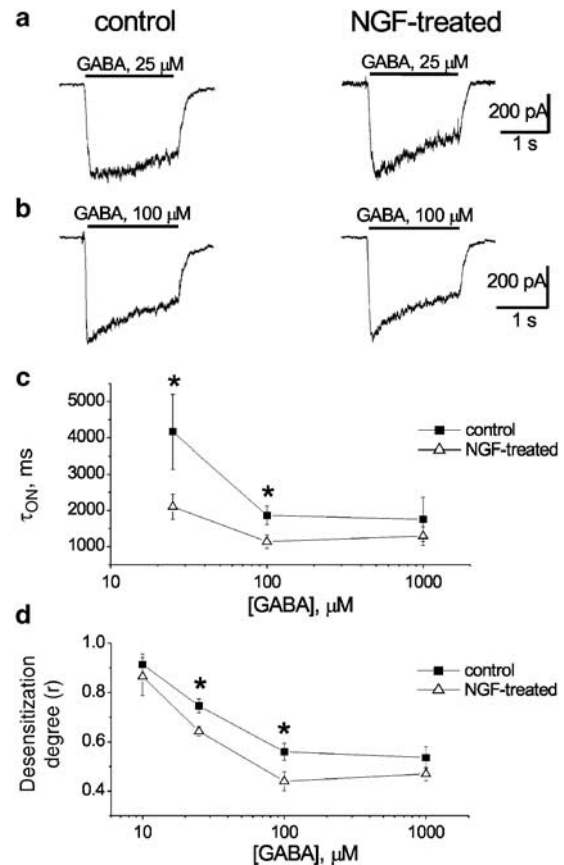 a control NGF-treated
GABA, 25 μM GABA, 25 μM
200 pA
1 s
b GABA, 100 μM GABA, 100 μM
200 pA
1 s
c
* *
5000
4000
3000
2000
1000
τON, ms
control
NGF-treated
10 100 1000
[GABA], μM
d
* *
1.0
0.8
0.6
0.4
Desensitization
degree (r)
control
NGF-treated
10 100 1000
[GABA], μM